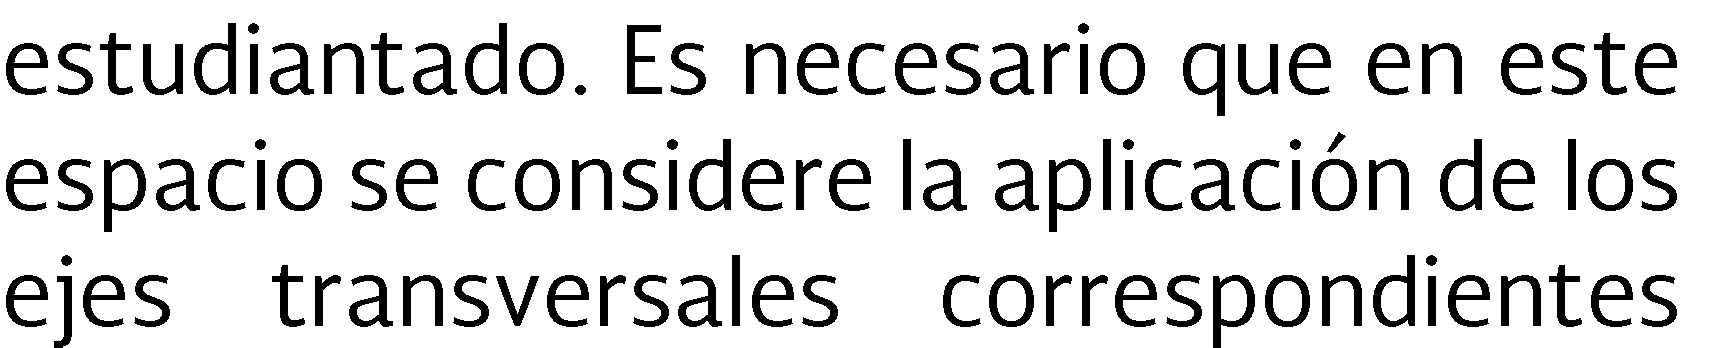 estudiantado. Es necesario que en este
espacio se considere la aplicación de los
ejes transversales correspondientes